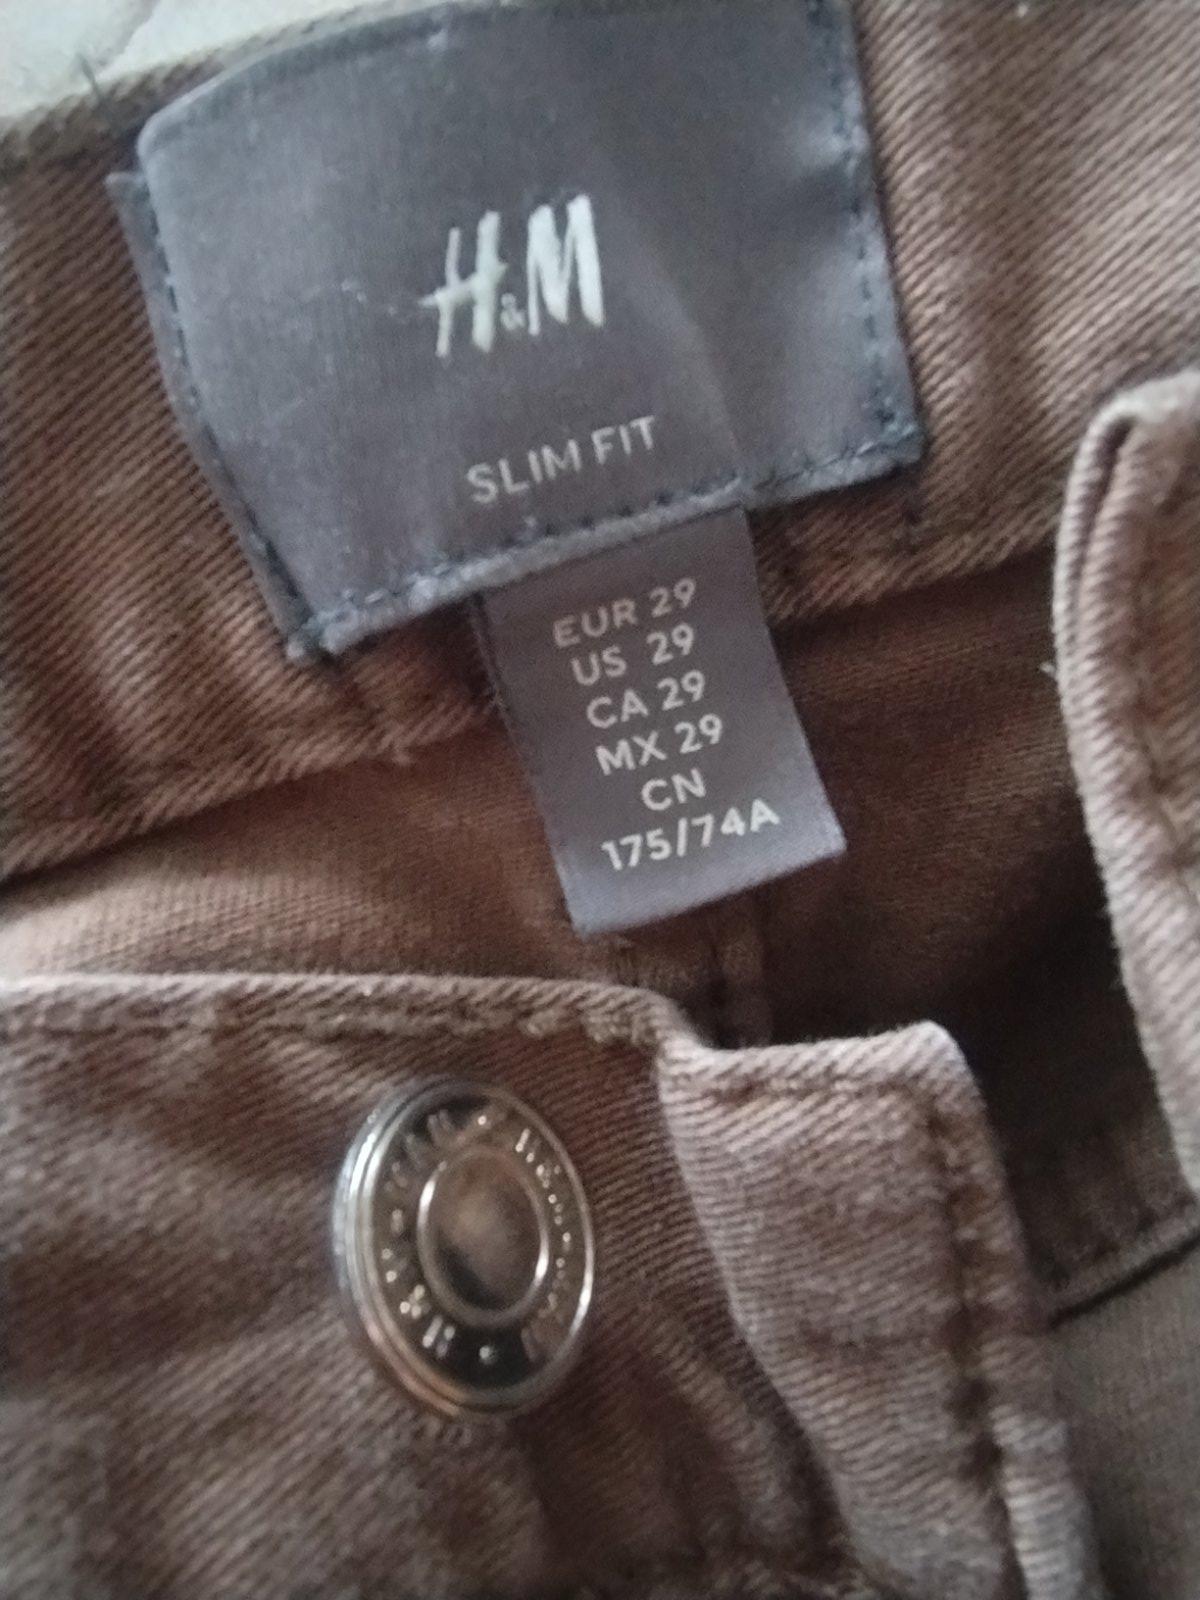 H&M
SLIM FIT
EUR 29
US 29
CA 29
MX 29
CN
175/74A